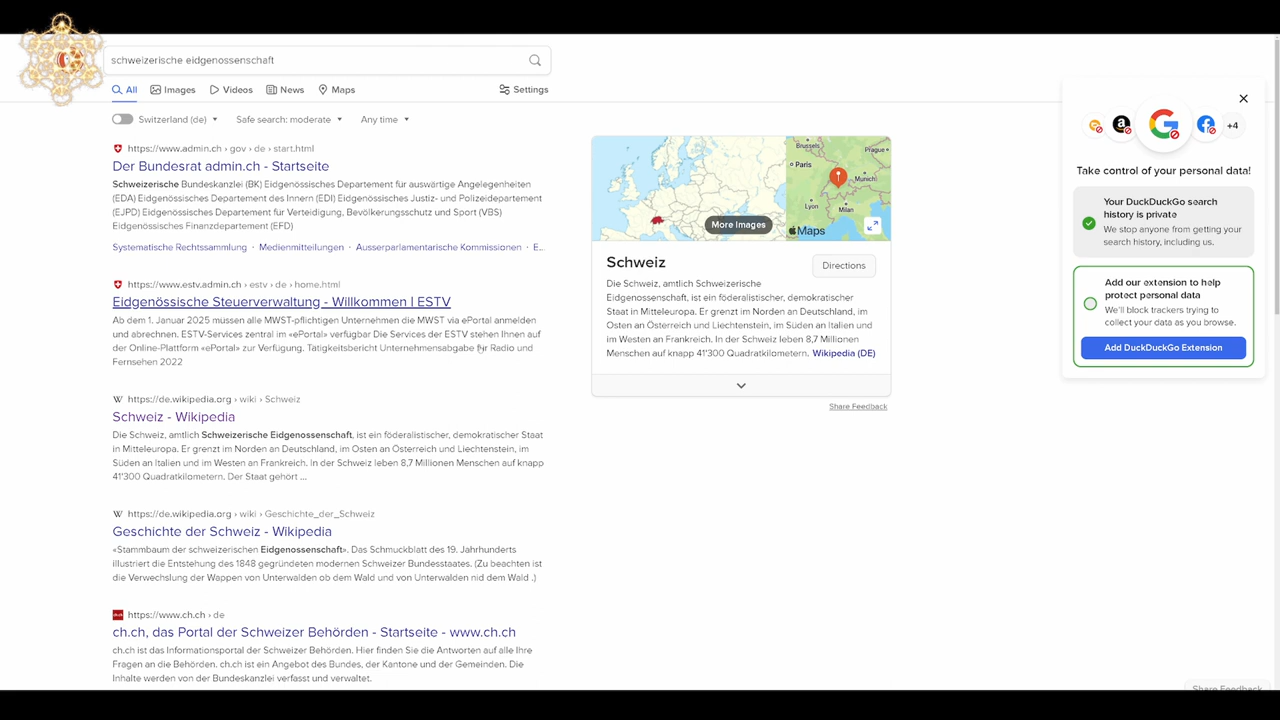 schweizerische eidgenossenschaft
All
Images
Videos
News
Maps
Settings
Switzerland (de)
Safe search: moderate
Any time
https://www.admin.ch › gov › de › start.html
Der Bundesrat admin.ch - Startseite
Schweizerische Bundeskanzlei (BK) Eidgenössisches Departement für auswärtige Angelegenheiten
(EDA) Eidgenössisches Departement des Innern (EDI) Eidgenössisches Justiz- und Polizeidepartement
(EJPD) Eidgenössisches Departement für Verteidigung, Bevölkerungsschutz und Sport (VBS)
Eidgenössisches Finanzdepartement (EFD)
Systematische Rechtssammlung · Medienmitteilungen · Ausserparlamentarische Kommissionen · E...
https://www.estv.admin.ch › estv › de › home.html
Eidgenössische Steuerverwaltung - Willkommen | ESTV
Ab dem 1. Januar 2025 müssen alle MWST-pflichtigen Unternehmen die MWST via ePortal anmelden
und abrechnen. ESTV-Services zentral im «ePortal» verfügbar Die Services der ESTV stehen Ihnen auf
der Online-Plattform «ePortal» zur Verfügung. Tätigkeitsbericht Unternehmensabgabe für Radio und
Fernsehen 2022
W https://de.wikipedia.org › wiki › Schweiz
Schweiz - Wikipedia
Die Schweiz, amtlich Schweizerische Eidgenossenschaft, ist ein föderalistischer, demokratischer Staat
in Mitteleuropa. Er grenzt im Norden an Deutschland, im Osten an Österreich und Liechtenstein, im
Süden an Italien und im Westen an Frankreich. In der Schweiz leben 8,7 Millionen Menschen auf knapp
41'300 Quadratkilometern. Der Staat gehört ...
W https://de.wikipedia.org › wiki › Geschichte_der_Schweiz
Geschichte der Schweiz - Wikipedia
«Stammbaum der schweizerischen Eidgenossenschaft». Das Schmuckblatt des 19. Jahrhunderts
illustriert die Entstehung des 1848 gegründeten modernen Schweizer Bundesstaates. (Zu beachten ist
die Verwechslung der Wappen von Unterwalden ob dem Wald und von Unterwalden nid dem Wald .)
https://www.ch.ch › de
ch.ch, das Portal der Schweizer Behörden - Startseite - www.ch.ch
ch.ch ist das Informationsportal der Schweizer Behörden. Hier finden Sie die Antworten auf alle Ihre
Fragen an die Behörden. ch.ch ist ein Angebot des Bundes, der Kantone und der Gemeinden. Die
Inhalte werden von der Bundeskanzlei verfasst und verwaltet.
Brussels
Prague
Paris
Munich
Lyon
Milan
More Images
Maps
Schweiz
Directions
Die Schweiz, amtlich Schweizerische
Eidgenossenschaft, ist ein föderalistischer, demokratischer
Staat in Mitteleuropa. Er grenzt im Norden an Deutschland, im
Osten an Österreich und Liechtenstein, im Süden an Italien und
im Westen an Frankreich. In der Schweiz leben 8,7 Millionen
Menschen auf knapp 41'300 Quadratkilometern. Wikipedia (DE)
Share Feedback
+4
Take control of your personal data!
Your DuckDuckGo search
history is private
We stop anyone from getting your
search history, including us.
Add our extension to help
protect personal data
We'll block trackers trying to
collect your data as you browse.
Add DuckDuckGo Extension
Share Feedback